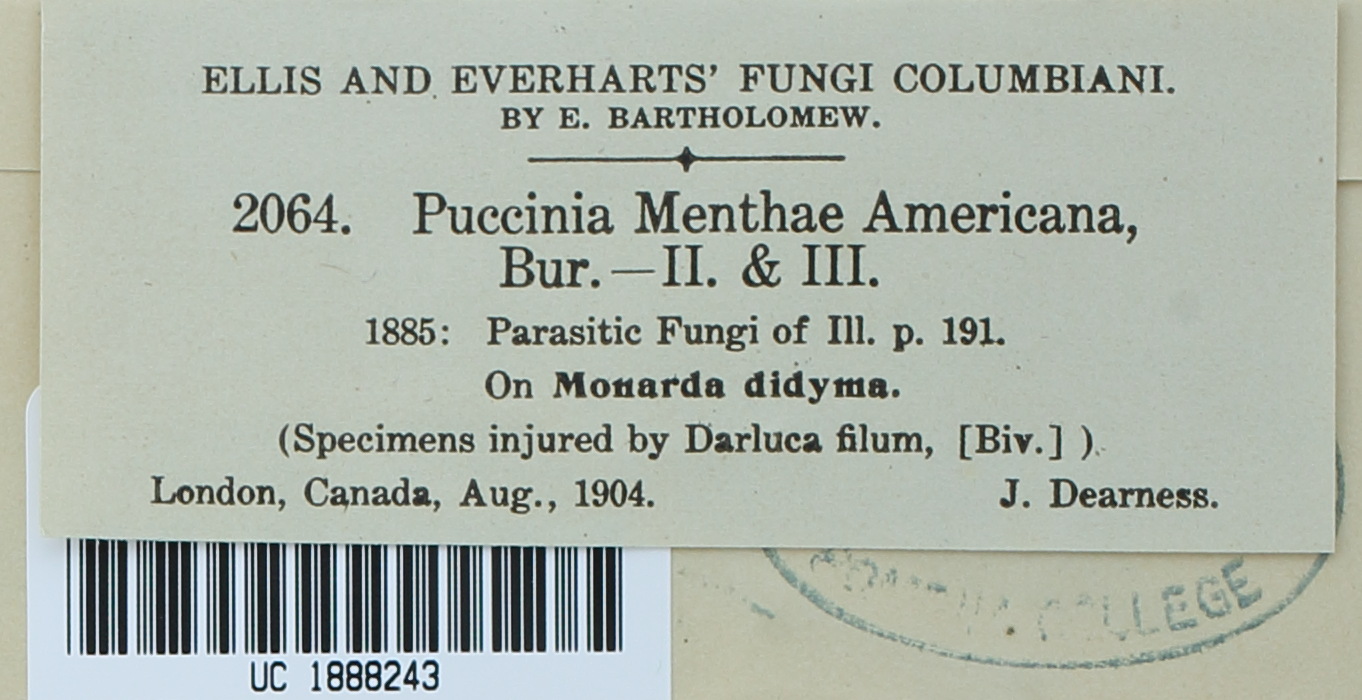 ELLIS AND EVERHARTS' FUNGI COLUMBIANI.
BY E. BARTHOLOMEW.
2064. Puccinia Menthae Americana,
Bur.—II. & III.
1885: Parasitic Fungi of Ill. p. 191.
On Monarda didyma.
(Specimens injured by Darluca filum, [Biv.] ).
London, Canada, Aug., 1904. J. Dearness.
COLLEGE
UC 1888243